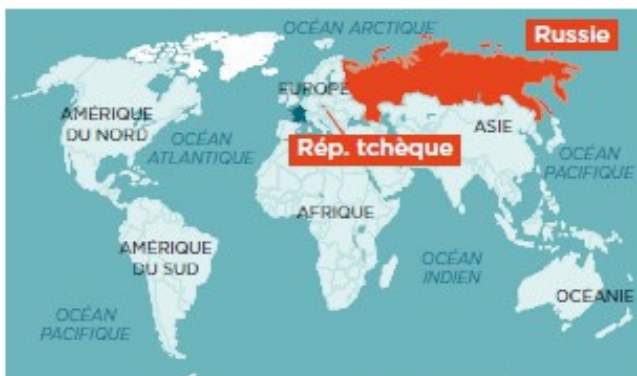 OCÉAN ARCTIQUE
Russie
EUROPE
AMÉRIQUE
DU NORD
OCÉAN
ATLANTIQUE
ASIE
Rép. tchèque
OCÉAN
PACIFIQUE
AFRIQUE
AMÉRIQUE
DU SUD
OCÉAN
INDIEN
OCÉANIE
OCÉAN
PACIFIQUE